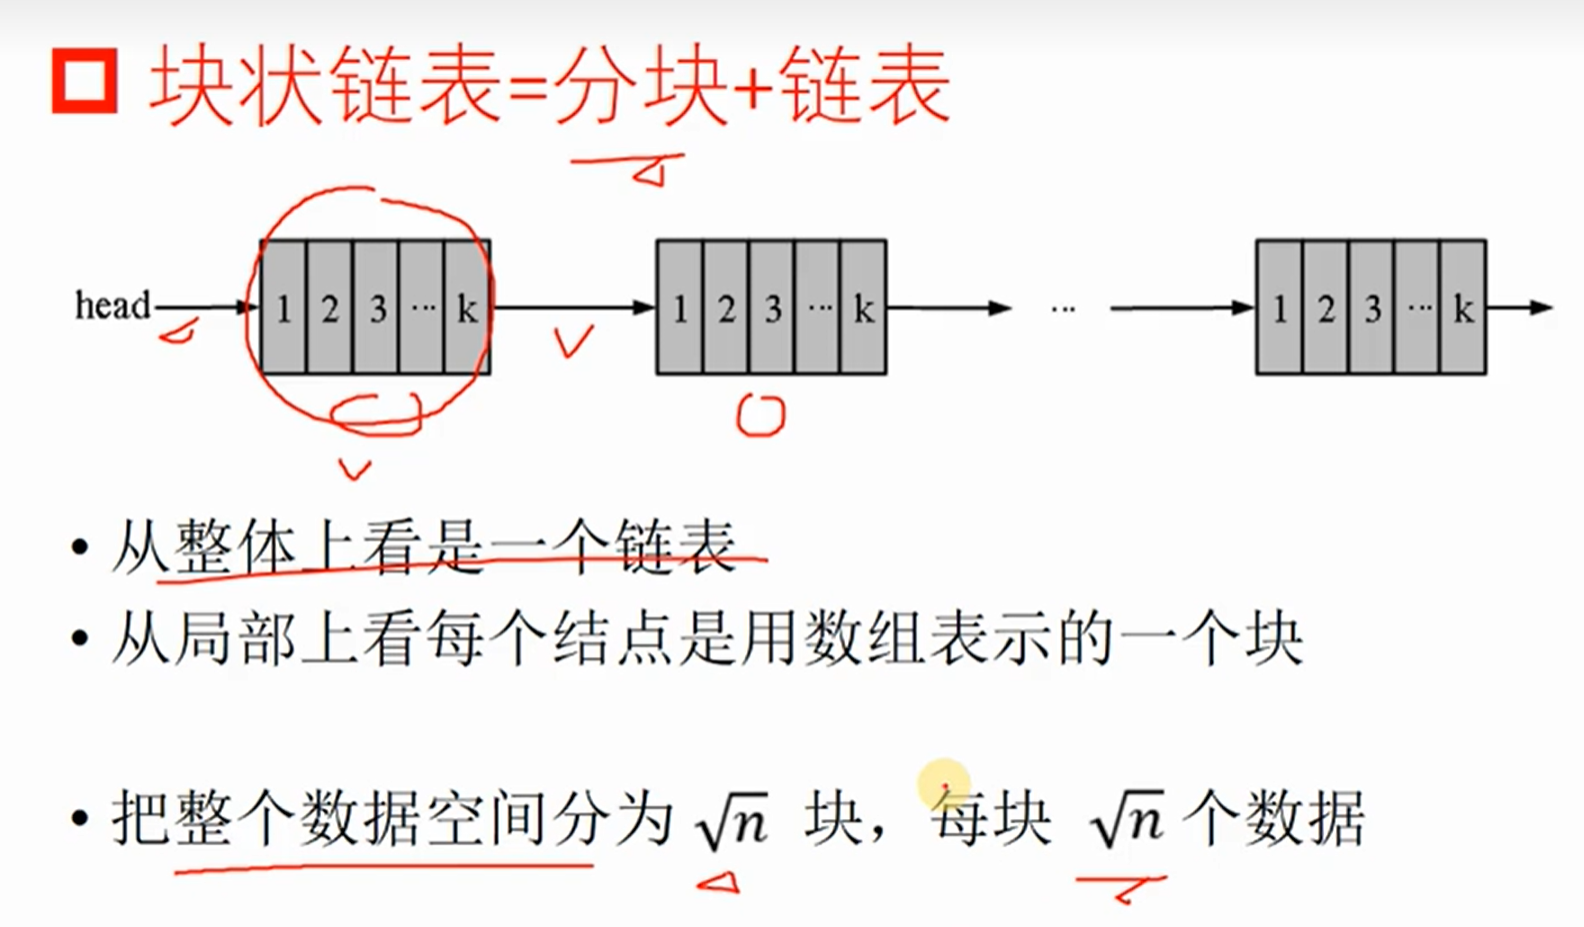 块状链表=分块+链表
head 1 2 3 ... k 1 2 3 ... k ... 1 2 3 ... k
• 从整体上看是一个链表
• 从局部上看每个结点是用数组表示的一个块
• 把整个数据空间分为 √n 块，每块 √n 个数据